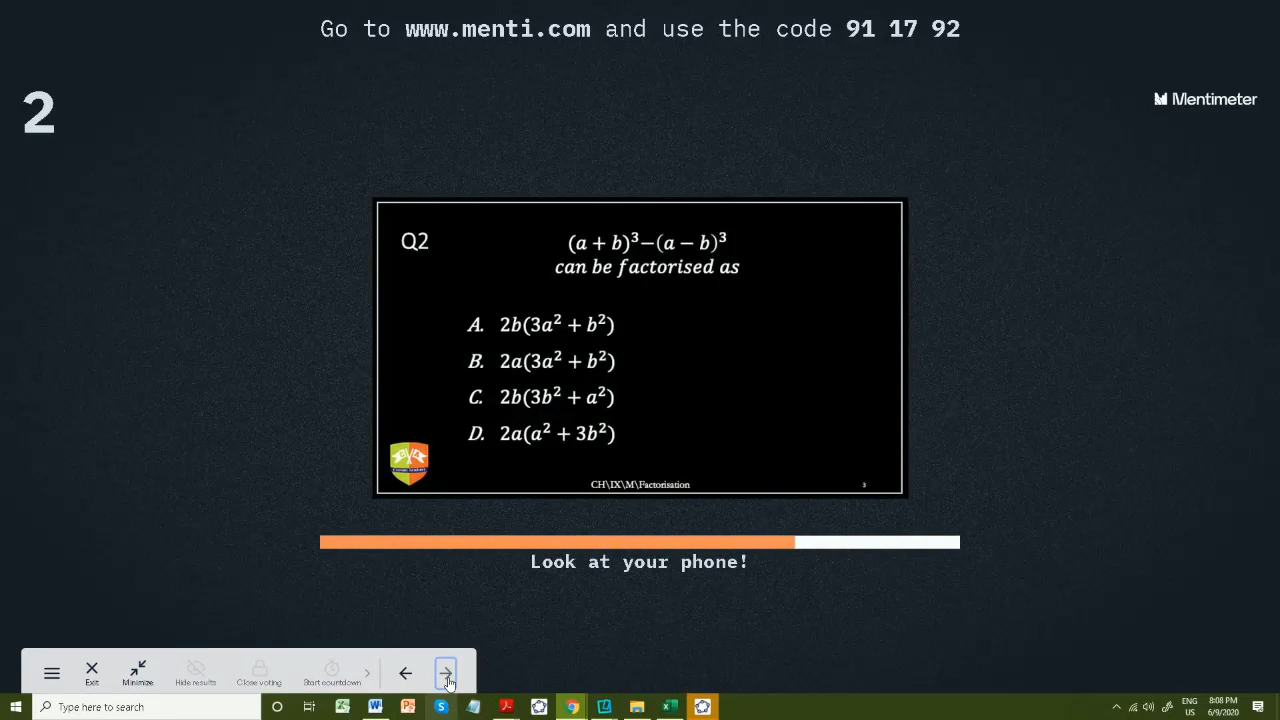 Go to www.menti.com and use the code 91 17 92
2
Mentimeter
Q2
(a + b)³−(a − b)³
can be factorised as
A. 2b(3a² + b²)
B. 2a(3a² + b²)
C. 2b(3b² + a²)
D. 2a(a² + 3b²)
CH\IX\M\Factorisation 3
Look at your phone!
Exit Minimize Hide results Close voting Start countdown
Type here to search
ENG 8:08 PM
US 6/9/2020